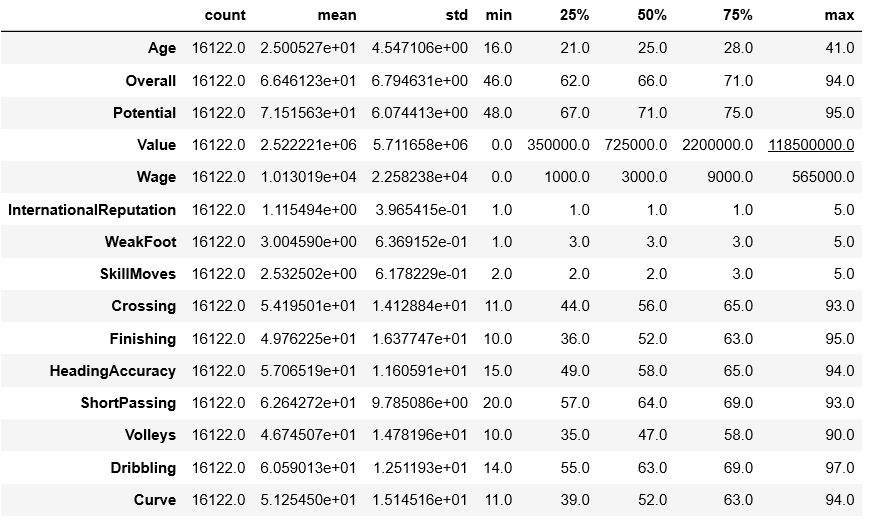 count mean std min 25% 50% 75% max
Age 16122.0 2.500527e+01 4.547106e+00 16.0 21.0 25.0 28.0 41.0
Overall 16122.0 6.646123e+01 6.794631e+00 46.0 62.0 66.0 71.0 94.0
Potential 16122.0 7.151563e+01 6.074413e+00 48.0 67.0 71.0 75.0 95.0
Value 16122.0 2.522221e+06 5.711658e+06 0.0 350000.0 725000.0 2200000.0 118500000.0
Wage 16122.0 1.013019e+04 2.258238e+04 0.0 1000.0 3000.0 9000.0 565000.0
InternationalReputation 16122.0 1.115494e+00 3.965415e-01 1.0 1.0 1.0 1.0 5.0
WeakFoot 16122.0 3.004590e+00 6.369152e-01 1.0 3.0 3.0 3.0 5.0
SkillMoves 16122.0 2.532502e+00 6.178229e-01 2.0 2.0 2.0 3.0 5.0
Crossing 16122.0 5.419501e+01 1.412884e+01 11.0 44.0 56.0 65.0 93.0
Finishing 16122.0 4.976225e+01 1.637747e+01 10.0 36.0 52.0 63.0 95.0
HeadingAccuracy 16122.0 5.706519e+01 1.160591e+01 15.0 49.0 58.0 65.0 94.0
ShortPassing 16122.0 6.264272e+01 9.785086e+00 20.0 57.0 64.0 69.0 93.0
Volleys 16122.0 4.674507e+01 1.478196e+01 10.0 35.0 47.0 58.0 90.0
Dribbling 16122.0 6.059013e+01 1.251193e+01 14.0 55.0 63.0 69.0 97.0
Curve 16122.0 5.125450e+01 1.514516e+01 11.0 39.0 52.0 63.0 94.0